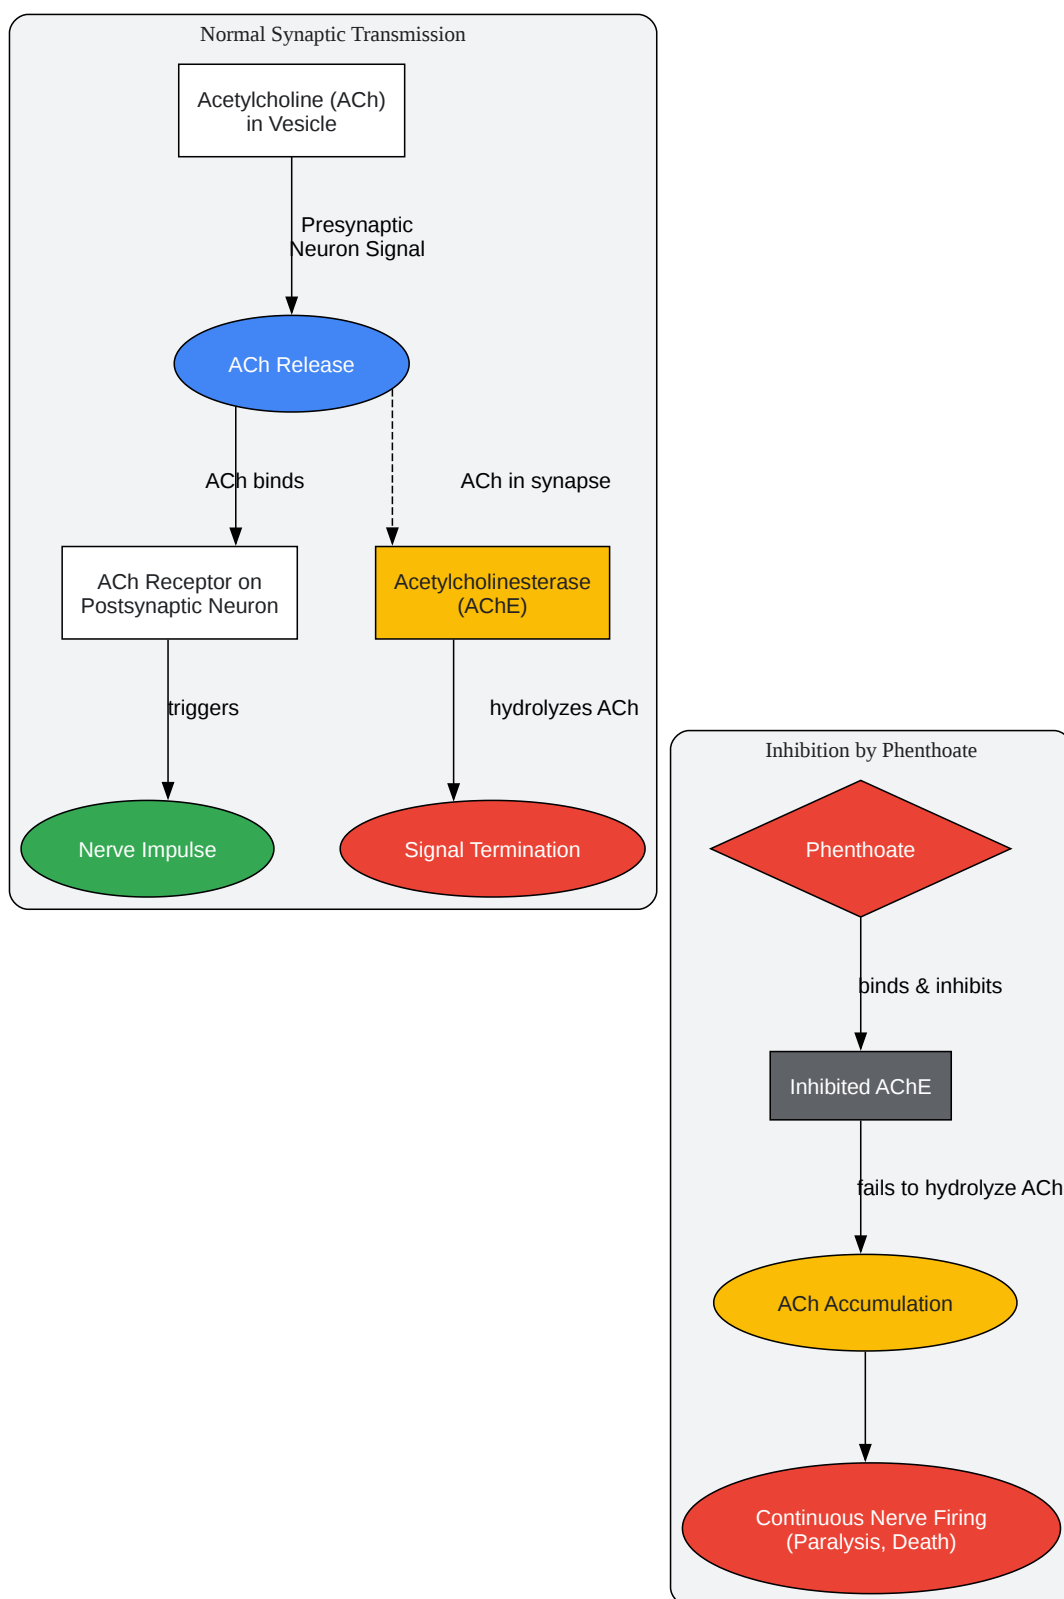 Normal Synaptic Transmission
Acetylcholine (ACh)
in Vesicle
Presynaptic
Neuron Signal
ACh Release
ACh binds
ACh in synapse
ACh Receptor on
Postsynaptic Neuron
Acetylcholinesterase
(AChE)
triggers
hydrolyzes ACh
Nerve Impulse
Signal Termination
Inhibition by Phenthoate
Phenthoate
binds & inhibits
Inhibited AChE
fails to hydrolyze ACh
ACh Accumulation
Continuous Nerve Firing
(Paralysis, Death)